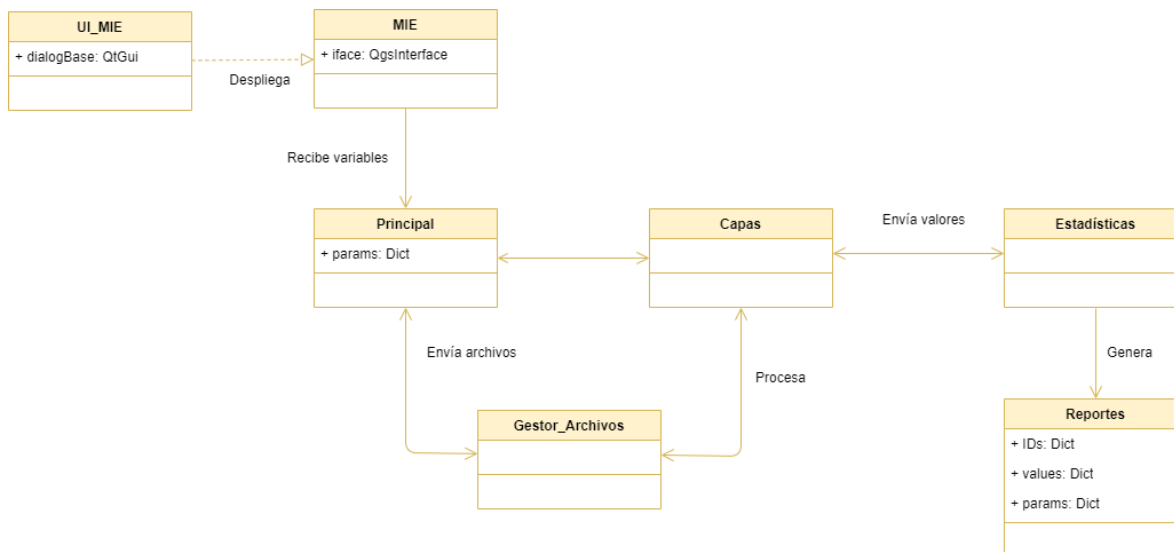 UI_MIE
+ dialogBase: QtGui
Despliega
MIE
+ iface: QgsInterface
Recibe variables
Principal
+ params: Dict
Capas
Envía valores
Estadísticas
Envía archivos
Procesa
Genera
Gestor_Archivos
Reportes
+ IDs: Dict
+ values: Dict
+ params: Dict